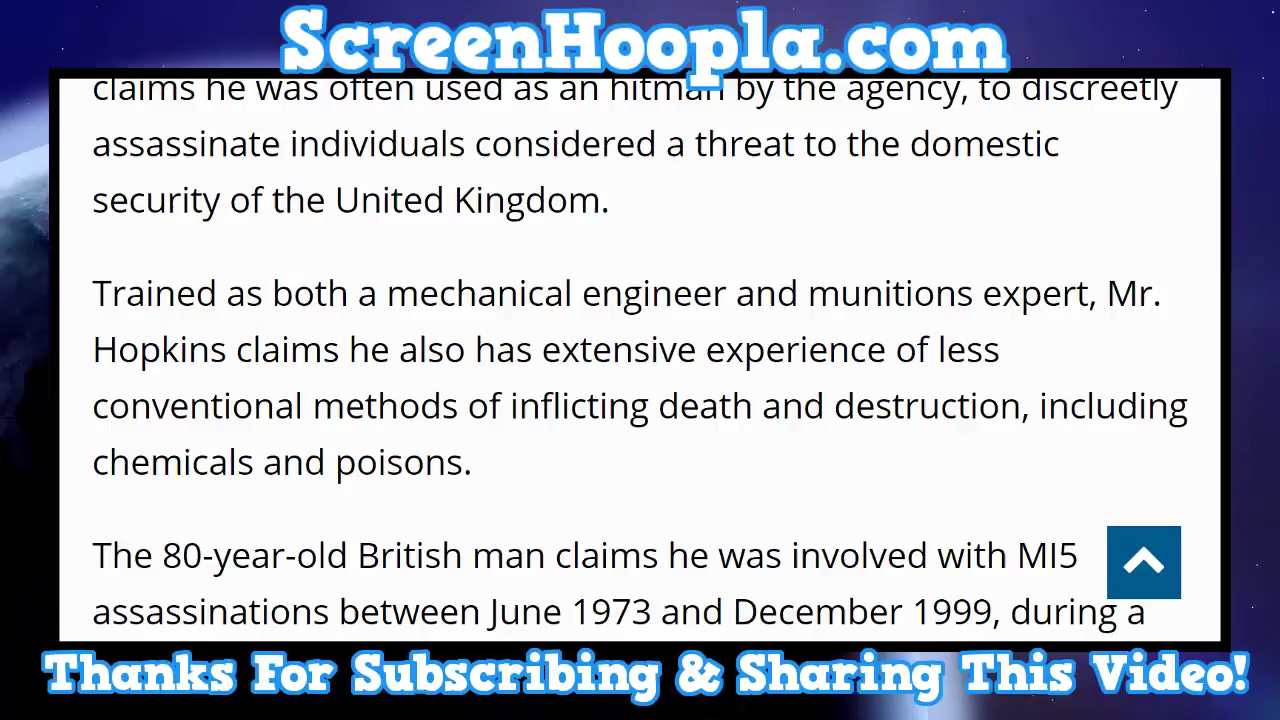 ScreenHoopla.com
claims he was often used as an hitman by the agency, to discreetly
assassinate individuals considered a threat to the domestic
security of the United Kingdom.
Trained as both a mechanical engineer and munitions expert, Mr.
Hopkins claims he also has extensive experience of less
conventional methods of inflicting death and destruction, including
chemicals and poisons.
The 80-year-old British man claims he was involved with MI5
assassinations between June 1973 and December 1999, during a
Thanks For Subscribing & Sharing This Video!